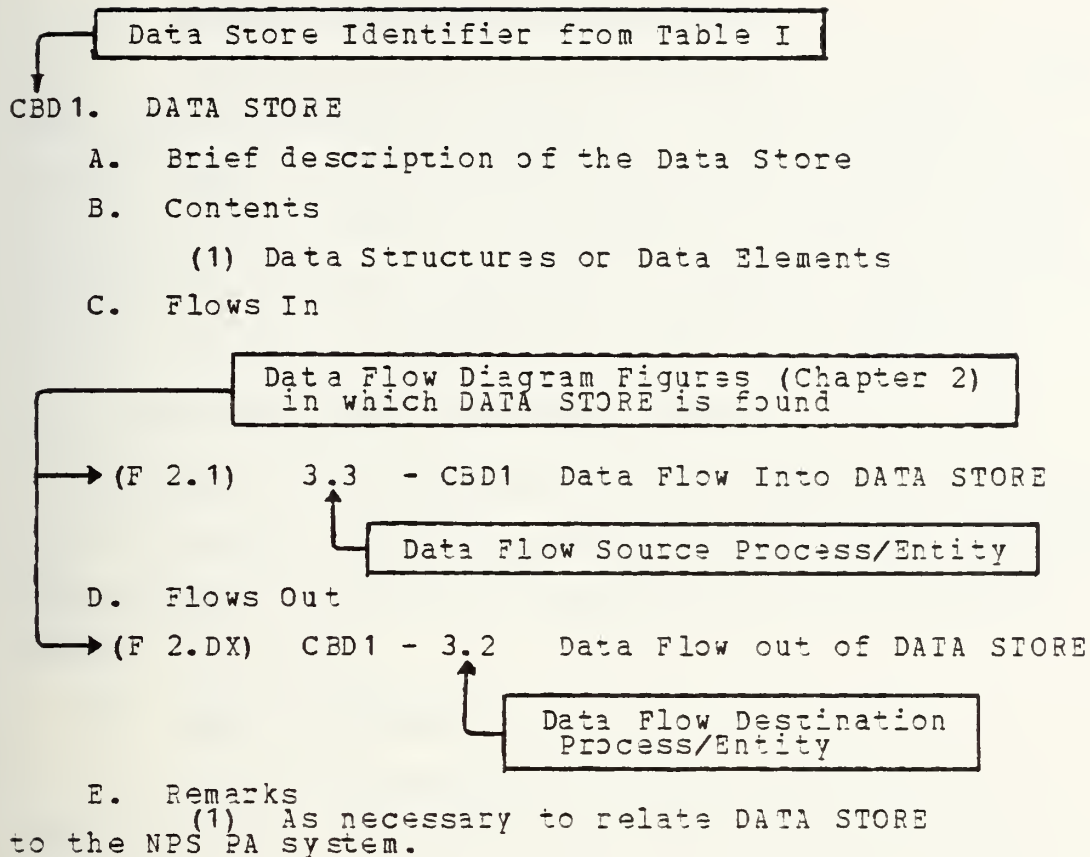 Data Store Identifier from Table I
CBD1. DATA STORE
A. Brief description of the Data Store
B. Contents
(1) Data Structures or Data Elements
C. Flows In
Data Flow Diagram Figures (Chapter 2)
in which DATA STORE is found
(F 2.1) 3.3 - CBD1 Data Flow Into DATA STORE
Data Flow Source Process/Entity
D. Flows Out
(F 2.DX) CBD1 - 3.2 Data Flow out of DATA STORE
Data Flow Destination
Process/Entity
E. Remarks
(1) As necessary to relate DATA STORE
to the NPS PA system.